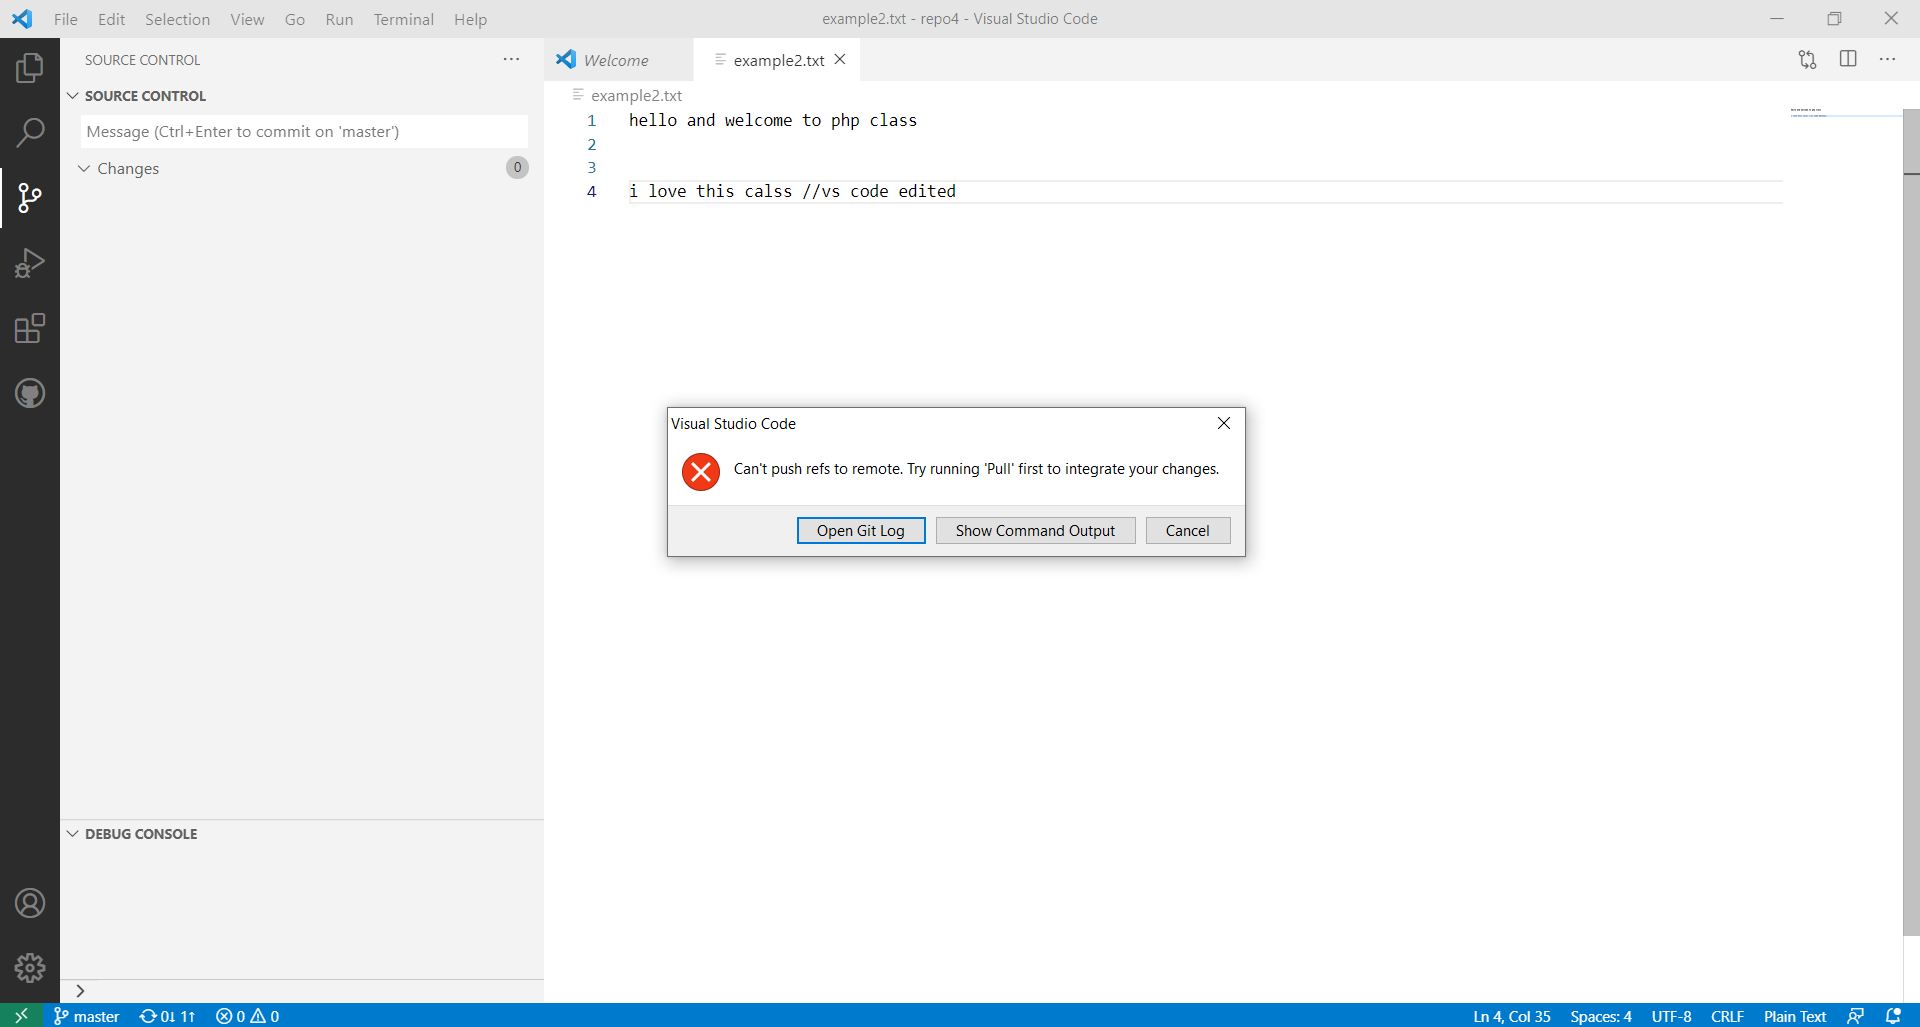 File Edit Selection View Go Run Terminal Help
example2.txt - repo4 - Visual Studio Code
SOURCE CONTROL
SOURCE CONTROL
Message (Ctrl+Enter to commit on 'master')
Changes
0
Welcome
example2.txt
example2.txt
1 hello and welcome to php class
2
3
4 i love this calss //vs code edited
Visual Studio Code
Can't push refs to remote. Try running 'Pull' first to integrate your changes.
Open Git Log
Show Command Output
Cancel
DEBUG CONSOLE
master 0↓ 1↑ 0 0
Ln 4, Col 35 Spaces: 4 UTF-8 CRLF Plain Text